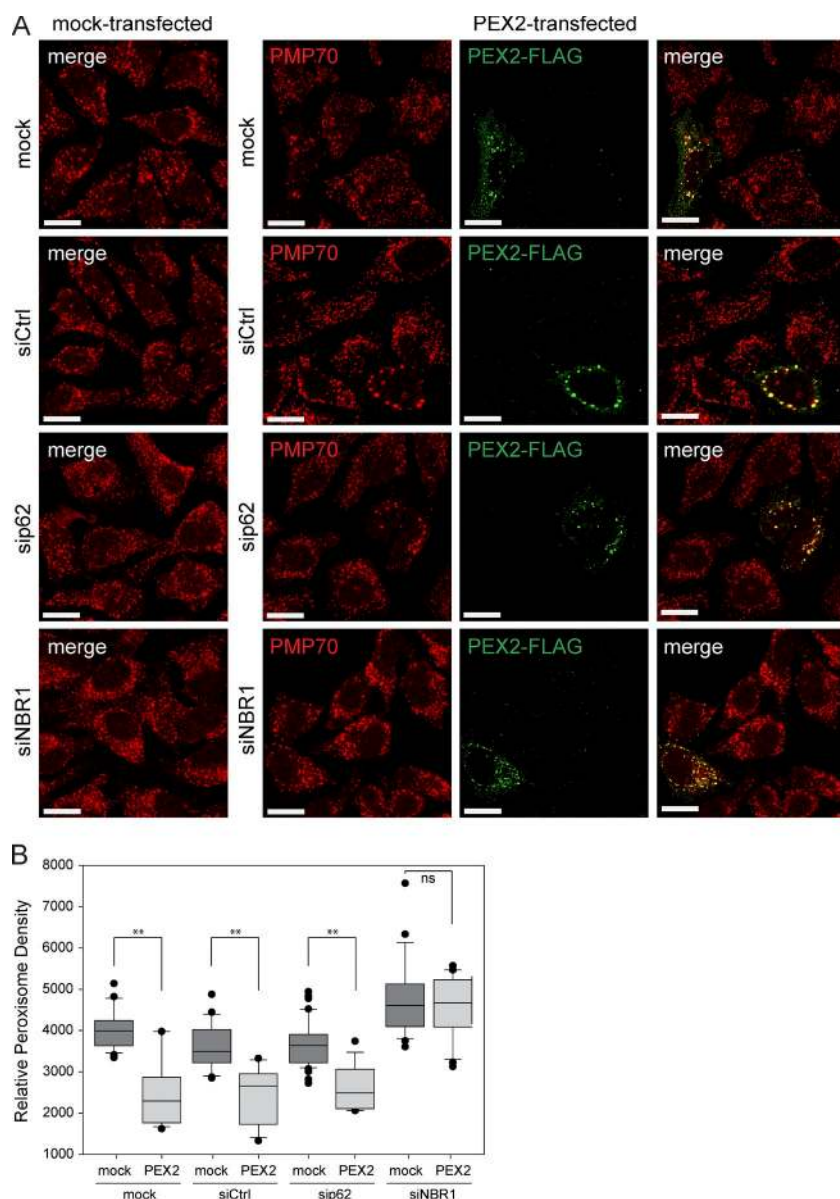 A
mock-transfected PEX2-transfected
merge PMP70 PEX2-FLAG merge
mock
merge PMP70 PEX2-FLAG merge
siCtrl
merge PMP70 PEX2-FLAG merge
sip62
merge PMP70 PEX2-FLAG merge
siNBR1
B
Relative Peroxisome Density
8000
7000
6000
5000
4000
3000
2000
1000
** ** ** ns
mock PEX2 mock PEX2 mock PEX2 mock PEX2
mock siCtrl sip62 siNBR1